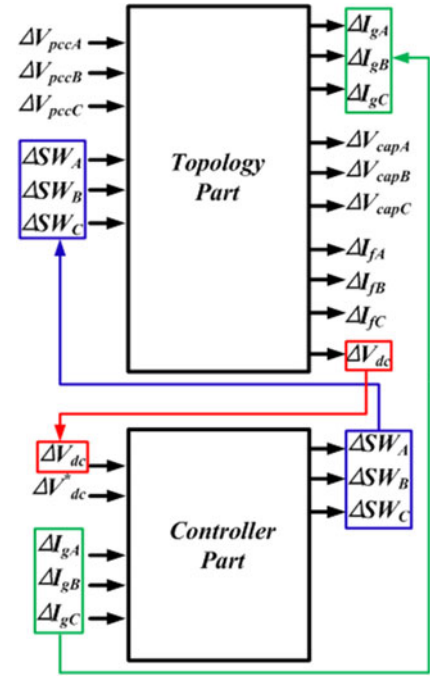 ΔV_pccA
ΔV_pccB
ΔV_pccC
ΔSW_A
ΔSW_B
ΔSW_C
Topology
Part
ΔI_gA
ΔI_gB
ΔI_gC
ΔV_capA
ΔV_capB
ΔV_capC
ΔI_fA
ΔI_fB
ΔI_fC
ΔV_dc
ΔV_dc
ΔV*_dc
ΔI_gA
ΔI_gB
ΔI_gC
Controller
Part
ΔSW_A
ΔSW_B
ΔSW_C